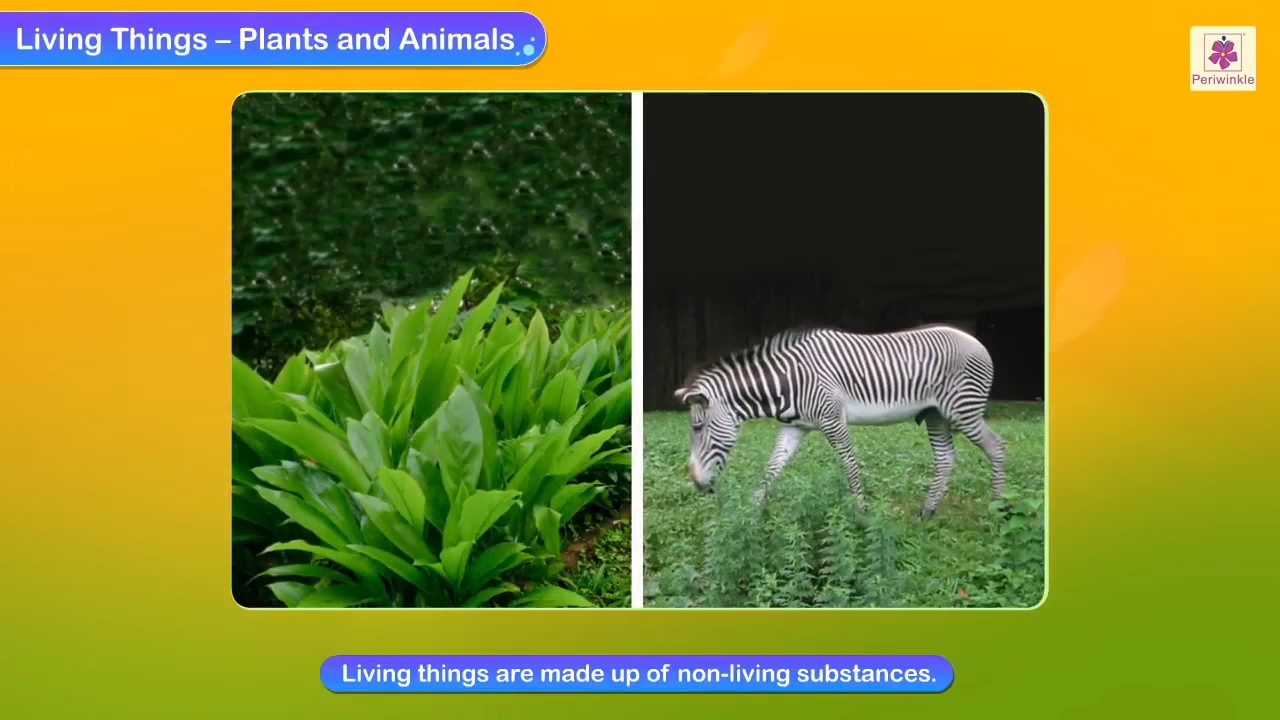 Living Things – Plants and Animals
Periwinkle
Living things are made up of non-living substances.